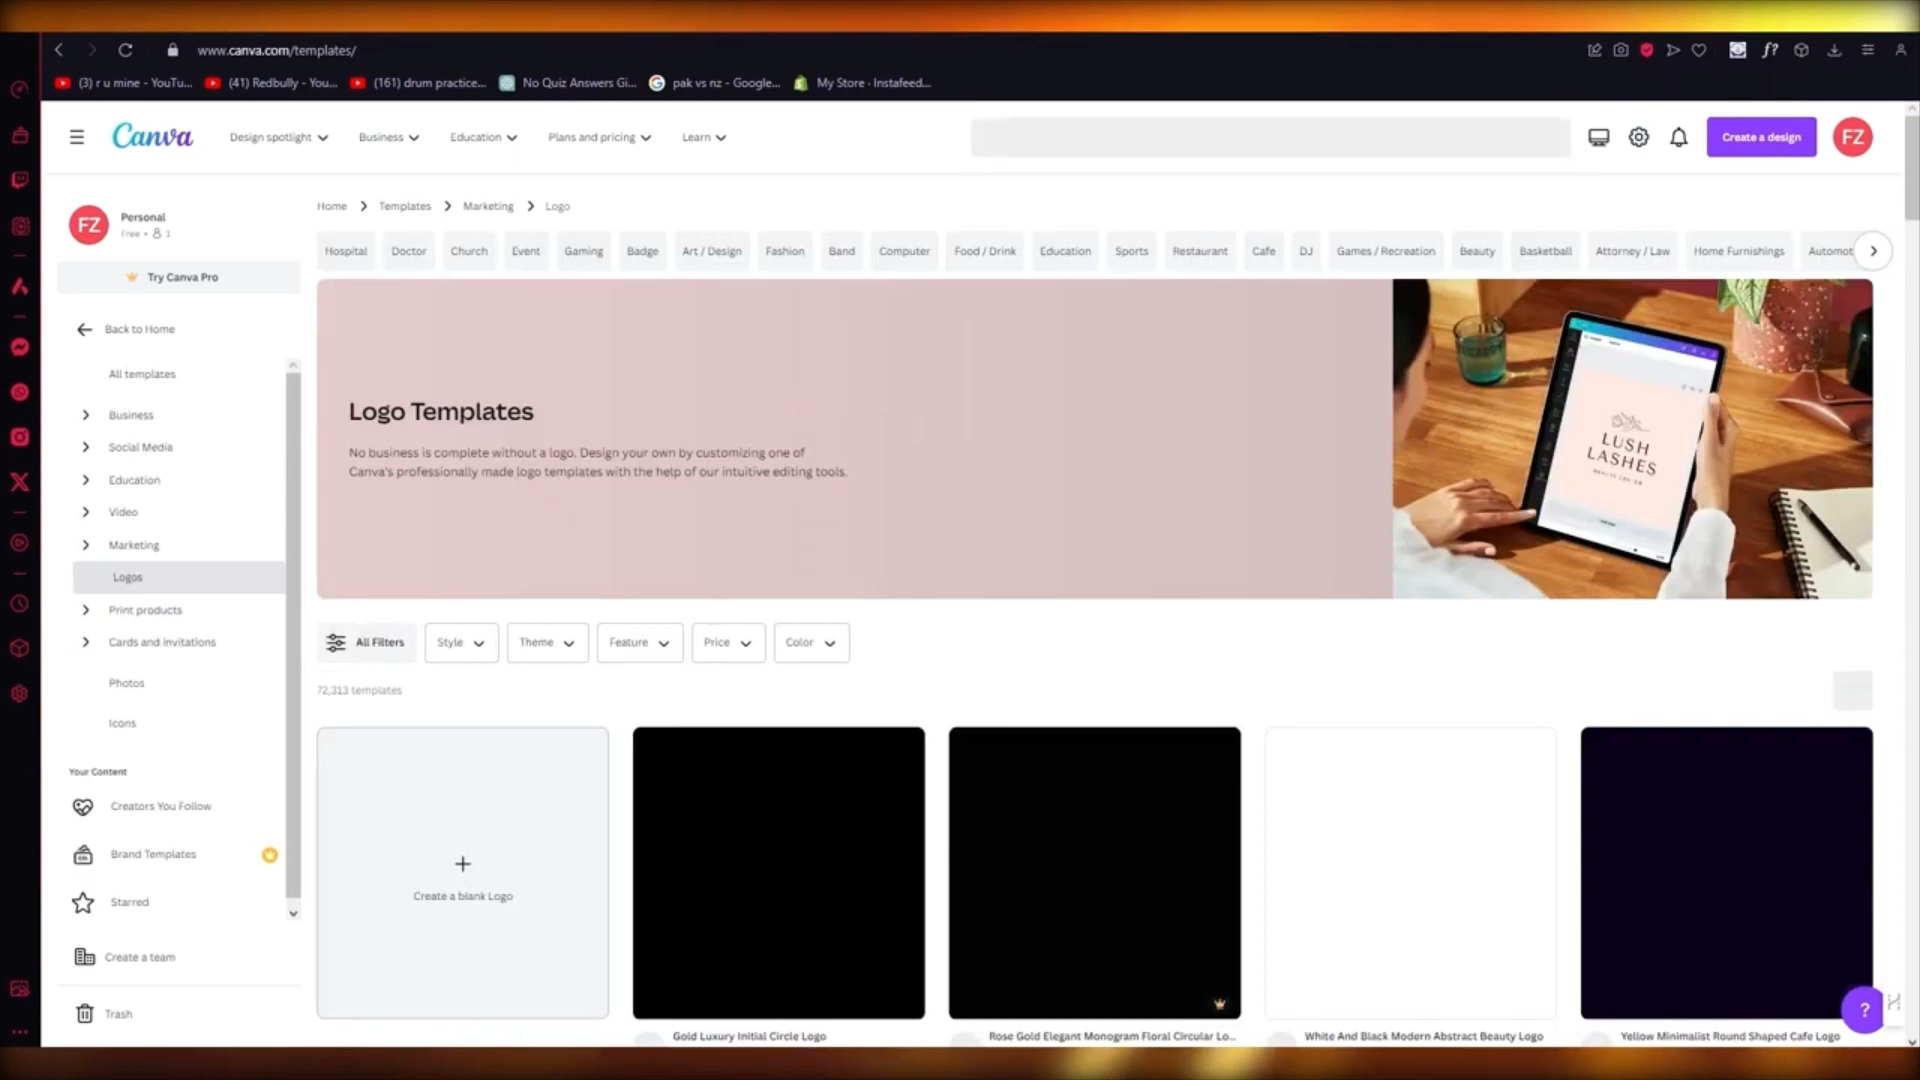 www.canva.com/templates/
(3) r u mine - YouTu...
(41) Redbully - You...
(161) drum practice...
No Quiz Answers Gi...
pak vs nz - Google...
My Store · Instafeed...
Canva
Design spotlight
Business
Education
Plans and pricing
Learn
Create a design
FZ
FZ
Personal
Free • 1
Try Canva Pro
Back to Home
All templates
Business
Social Media
Education
Video
Marketing
Logos
Print products
Cards and invitations
Photos
Icons
Your Content
Creators You Follow
Brand Templates
Starred
Create a team
Trash
Home
Templates
Marketing
Logo
Hospital
Doctor
Church
Event
Gaming
Badge
Art / Design
Fashion
Band
Computer
Food / Drink
Education
Sports
Restaurant
Cafe
DJ
Games / Recreation
Beauty
Basketball
Attorney / Law
Home Furnishings
Automot
Logo Templates
No business is complete without a logo. Design your own by customizing one of
Canva's professionally made logo templates with the help of our intuitive editing tools.
LUSH
LASHES
All Filters
Style
Theme
Feature
Price
Color
72,313 templates
Create a blank Logo
Gold Luxury Initial Circle Logo
Rose Gold Elegant Monogram Floral Circular Lo...
White And Black Modern Abstract Beauty Logo
Yellow Minimalist Round Shaped Cafe Logo
?